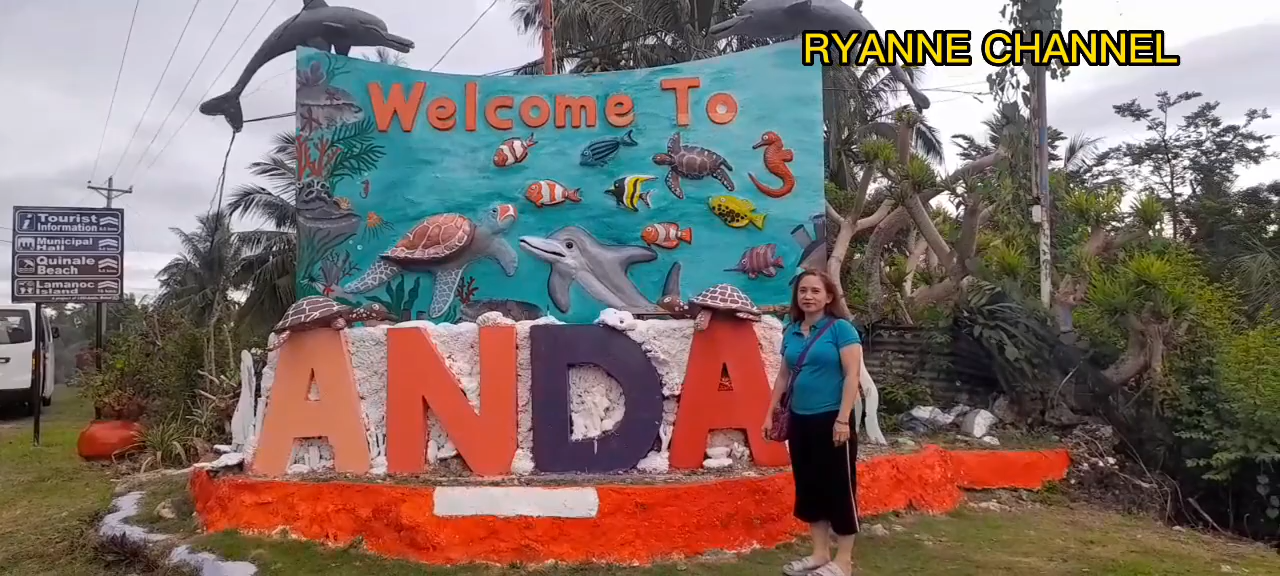 RYANNE CHANNEL
Welcome To
ANDA
Tourist
Information
Municipal
Hall
Quinale
Beach
Lamanoc
Island